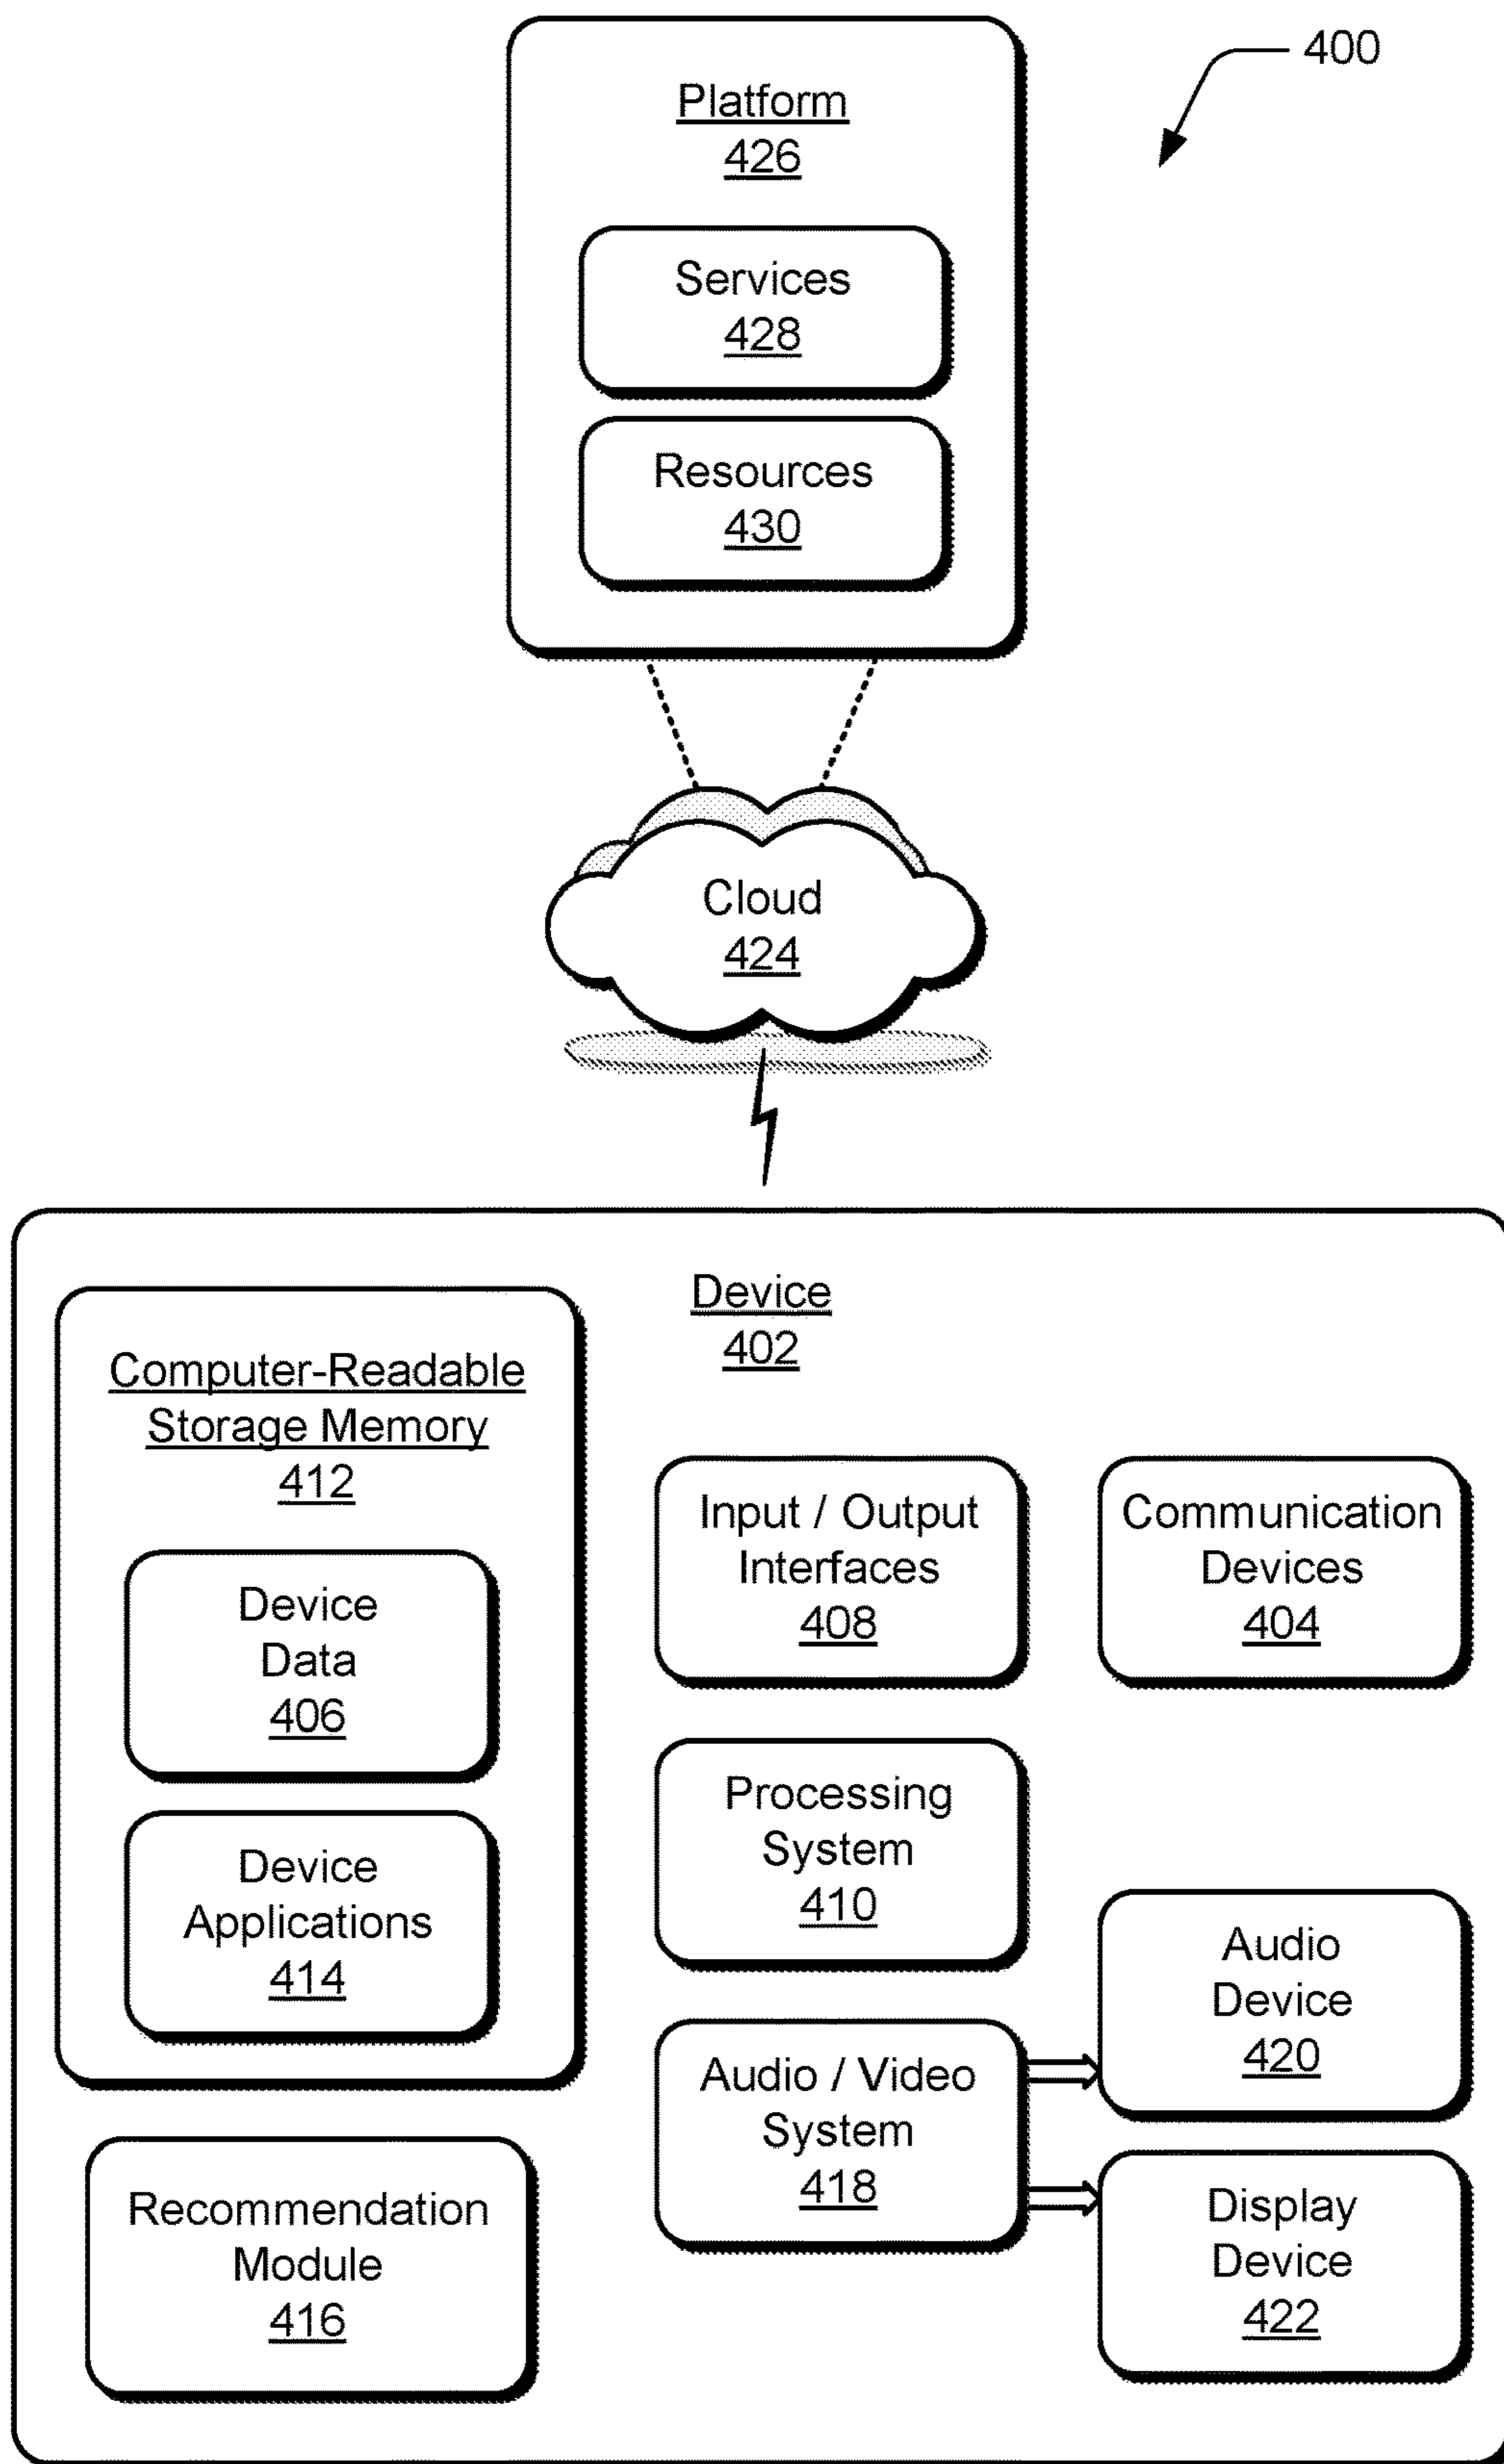 400
Platform
426
Services
428
Resources
430
Cloud
424
Device
402
Computer-Readable
Storage Memory
412
Device
Data
406
Device
Applications
414
Recommendation
Module
416
Input / Output
Interfaces
408
Processing
System
410
Audio / Video
System
418
Communication
Devices
404
Audio
Device
420
Display
Device
422